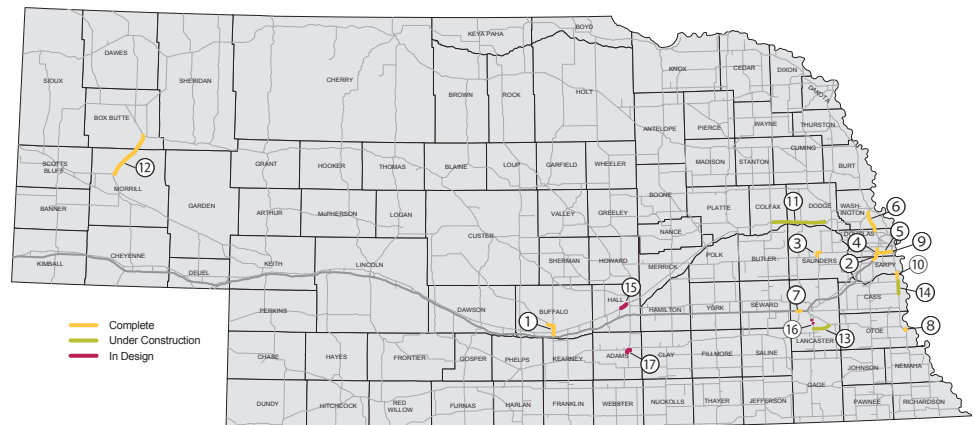 BOYD
KEYA PAHA
DAWES
KNOX
CEDAR
DIXON
SIOUX
SHERIDAN
CHERRY
BROWN
ROCK
HOLT
DAKOTA
BOX BUTTE
ANTELOPE
PIERCE
WAYNE
THURSTON
SCOTTS
BLUFF
12
GRANT
HOOKER
THOMAS
BLAINE
LOUP
GARFIELD
WHEELER
MADISON
STANTON
CUMING
BURT
MORRILL
BANNER
GARDEN
ARTHUR
McPHERSON
LOGAN
VALLEY
GREELEY
BOONE
PLATTE
COLFAX
11
DODGE
WASH-
INGTON
6
CUSTER
NANCE
DOUGLAS
5
KIMBALL
CHEYENNE
DEUEL
KEITH
LINCOLN
SHERMAN
HOWARD
MERRICK
POLK
BUTLER
3
SAUNDERS
4
9
2
SARPY
10
PERKINS
DAWSON
1
BUFFALO
HALL
15
HAMILTON
YORK
SEWARD
7
CASS
14
Complete
Under Construction
In Design
16
LANCASTER
13
OTOE
8
CHASE
HAYES
FRONTIER
GOSPER
PHELPS
KEARNEY
ADAMS
17
CLAY
FILLMORE
SALINE
GAGE
JOHNSON
NEMAHA
DUNDY
HITCHCOCK
RED
WILLOW
FURNAS
HARLAN
FRANKLIN
WEBSTER
NUCKOLLS
THAYER
JEFFERSON
PAWNEE
RICHARDSON